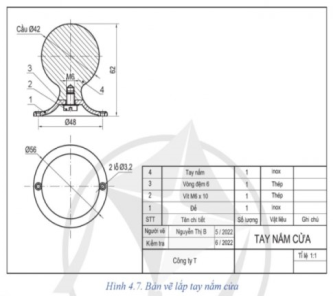 Cầu Ø42
M6
62
3
2
1
4
Ø48
Ø56
2 lỗ Ø3,2
4 Tay nắm 1 Inox
3 Vòng đệm 6 1 Thép
2 Vít M6 x 10 1 Thép
1 Đế 1 Inox
STT Tên chi tiết Số lượng Vật liệu Ghi chú
Người vẽ Nguyễn Thị B 5 / 2022 TAY NẮM CỬA
Kiểm tra 6 / 2022
Công ty T Tỉ lệ 1:1
Hình 4.7. Bản vẽ lắp tay nắm cửa